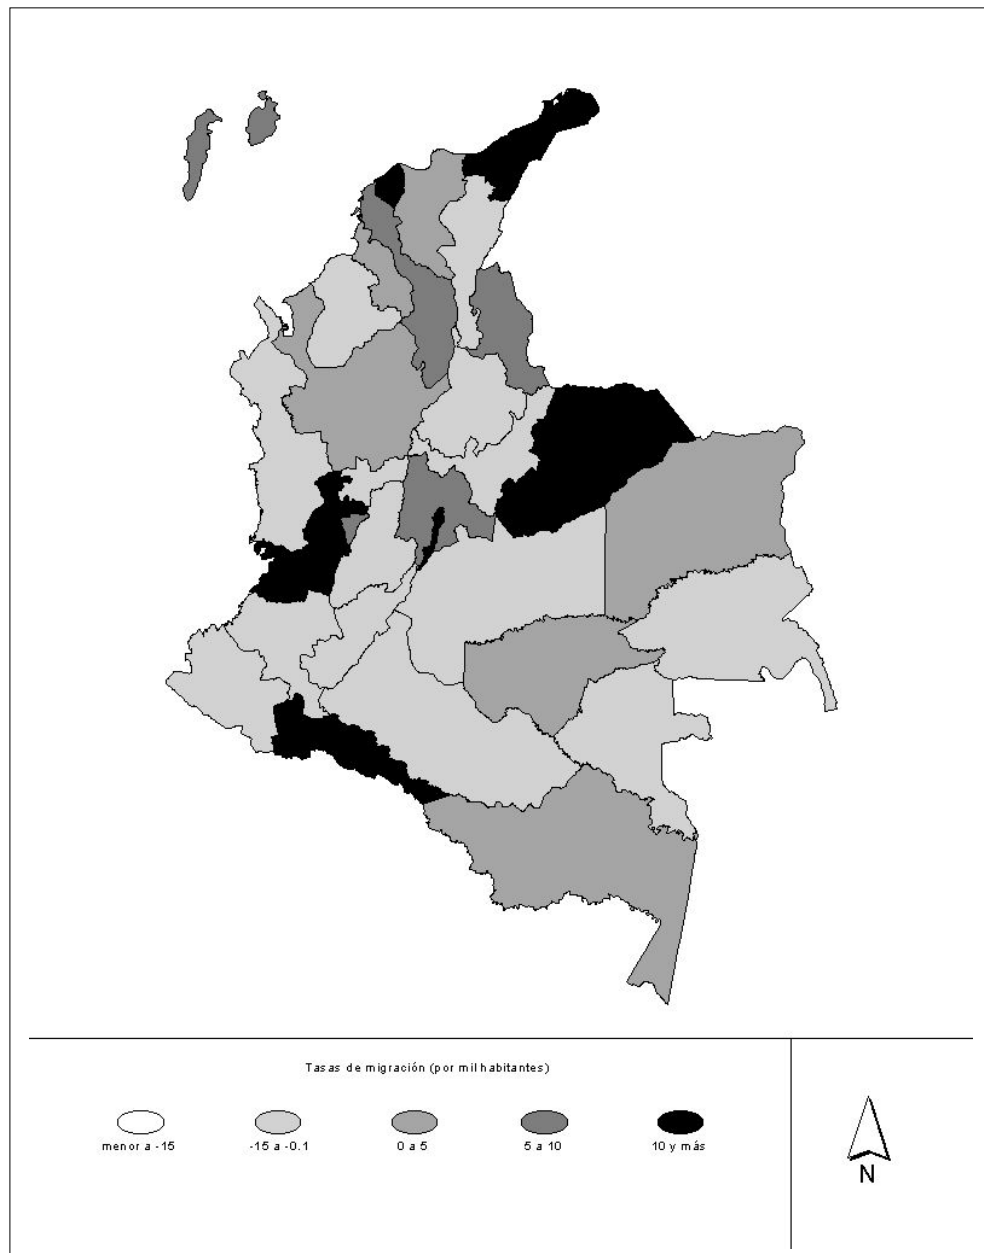 Tasas de migración (por mil habitantes)
menor a -15
-15 a -0.1
0 a 5
5 a 10
10 y más
N